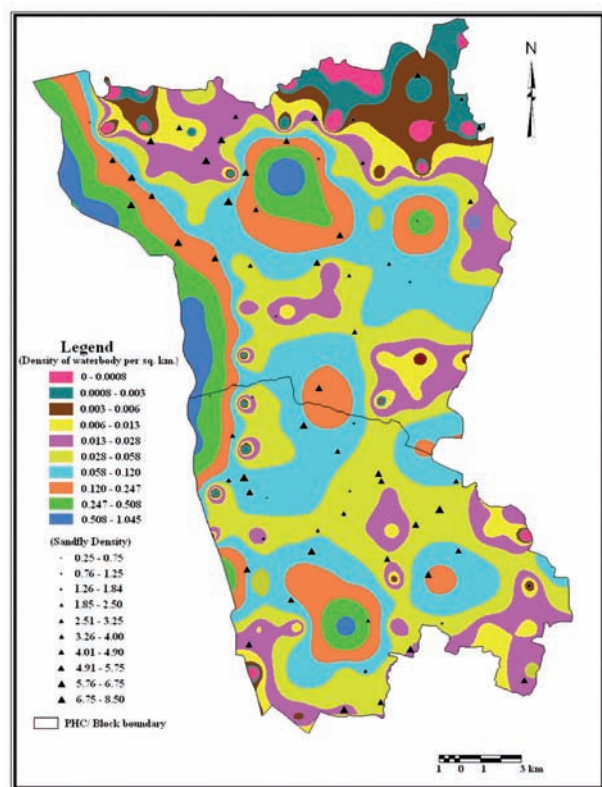 N
Legend
(Density of waterbody per sq. km.)
0 - 0.0008
0.0008 - 0.003
0.003 - 0.006
0.006 - 0.013
0.013 - 0.028
0.028 - 0.058
0.058 - 0.120
0.120 - 0.247
0.247 - 0.508
0.508 - 1.045
(Sandfly Density)
0.25 - 0.75
0.76 - 1.25
1.26 - 1.84
1.85 - 2.50
2.51 - 3.25
3.26 - 4.00
4.01 - 4.90
4.91 - 5.75
5.76 - 6.75
6.75 - 8.50
PHC/ Block boundary
1 0 1 3 km